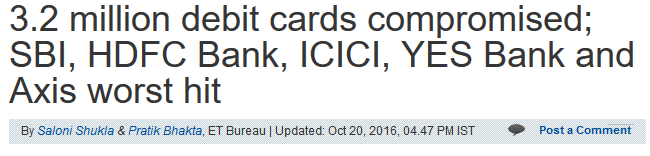 3.2 million debit cards compromised;
SBI, HDFC Bank, ICICI, YES Bank and
Axis worst hit
By Saloni Shukla & Pratik Bhakta, ET Bureau | Updated: Oct 20, 2016, 04.47 PM IST Post a Comment